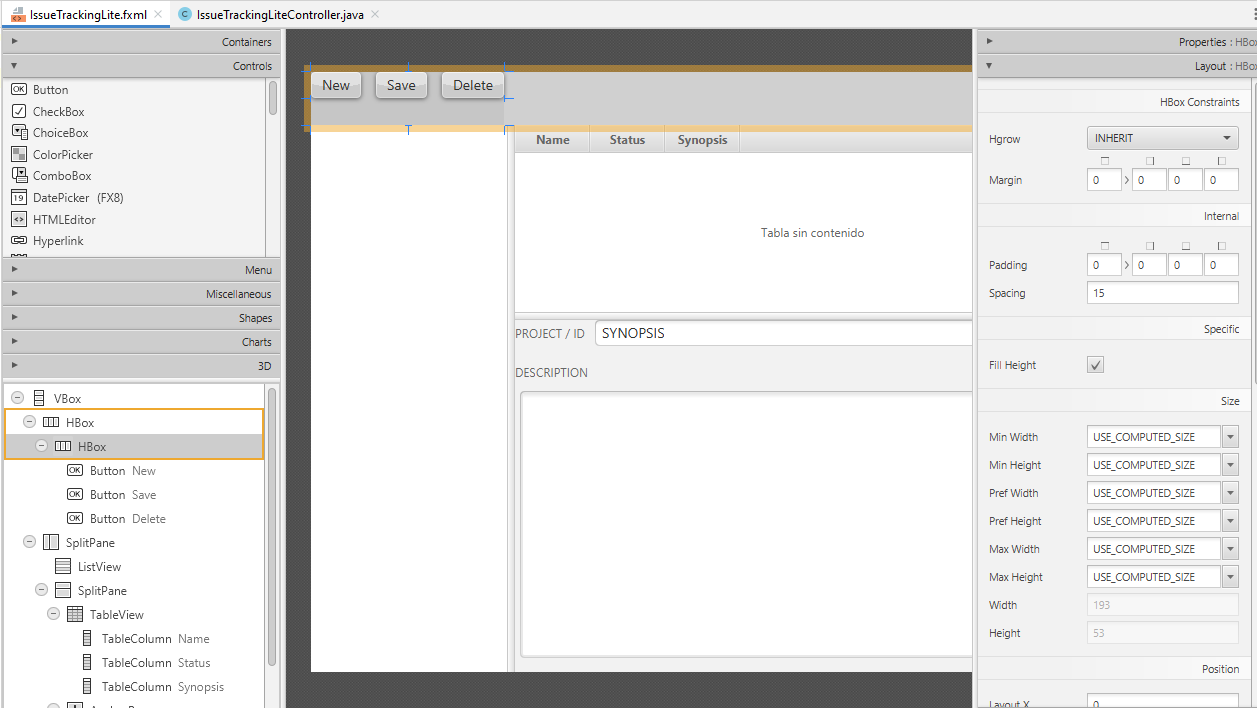 IssueTrackingLite.fxml
IssueTrackingLiteController.java
Containers
Controls
OK Button
CheckBox
ChoiceBox
ColorPicker
ComboBox
19 DatePicker (FX8)
HTMLEditor
Hyperlink
Menu
Miscellaneous
Shapes
Charts
3D
VBox
HBox
HBox
OK Button New
OK Button Save
OK Button Delete
SplitPane
ListView
SplitPane
TableView
TableColumn Name
TableColumn Status
TableColumn Synopsis
New Save Delete
Name Status Synopsis
Tabla sin contenido
PROJECT / ID SYNOPSIS
DESCRIPTION
Properties : HBox
Layout : HBox
HBox Constraints
Hgrow INHERIT
Margin 0 > 0 0 0
Internal
Padding 0 > 0 0 0
Spacing 15
Specific
Fill Height
Size
Min Width USE_COMPUTED_SIZE
Min Height USE_COMPUTED_SIZE
Pref Width USE_COMPUTED_SIZE
Pref Height USE_COMPUTED_SIZE
Max Width USE_COMPUTED_SIZE
Max Height USE_COMPUTED_SIZE
Width 193
Height 53
Position
Layout X 0